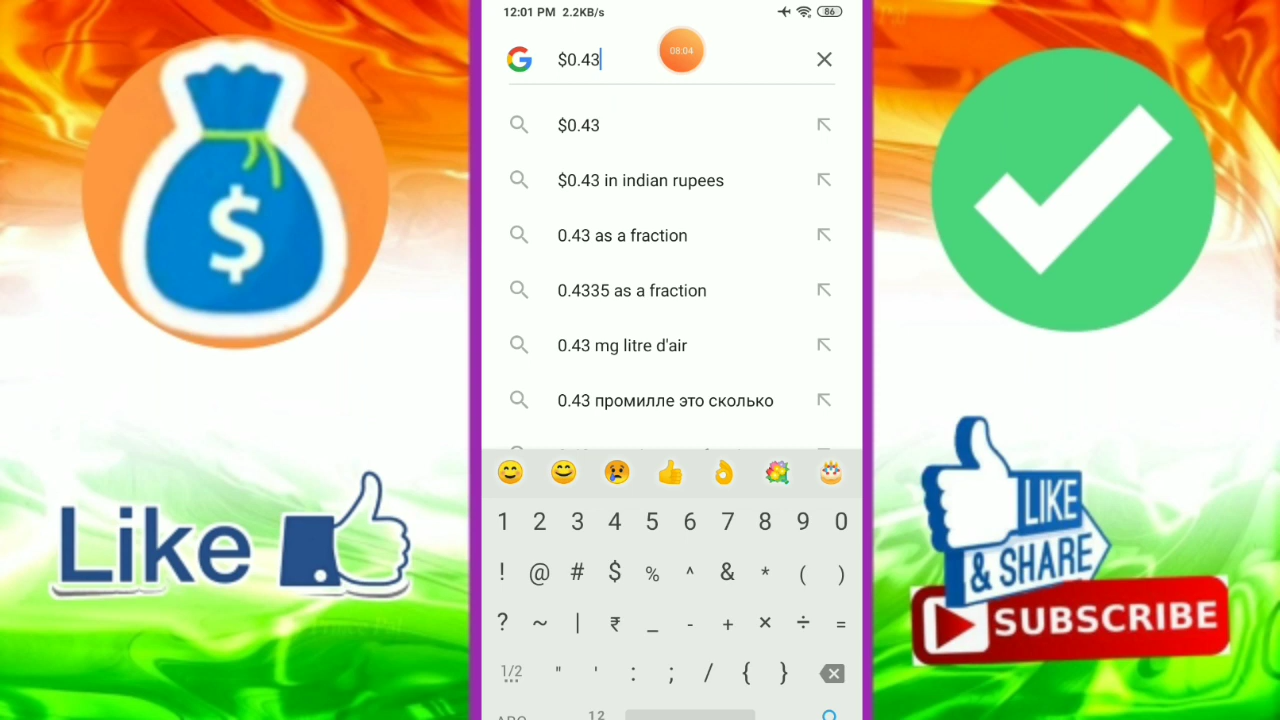 12:01 PM 2.2KB/s
86
$0.43
08:04
$0.43
$0.43 in indian rupees
0.43 as a fraction
0.4335 as a fraction
0.43 mg litre d'air
0.43 промилле это сколько
1 2 3 4 5 6 7 8 9 0
! @ # $ % ^ & * ( )
? ~ | ₹ _ - + × ÷ =
1/2 " ' : ; / { }
12
$
Like
LIKE
& SHARE
SUBSCRIBE